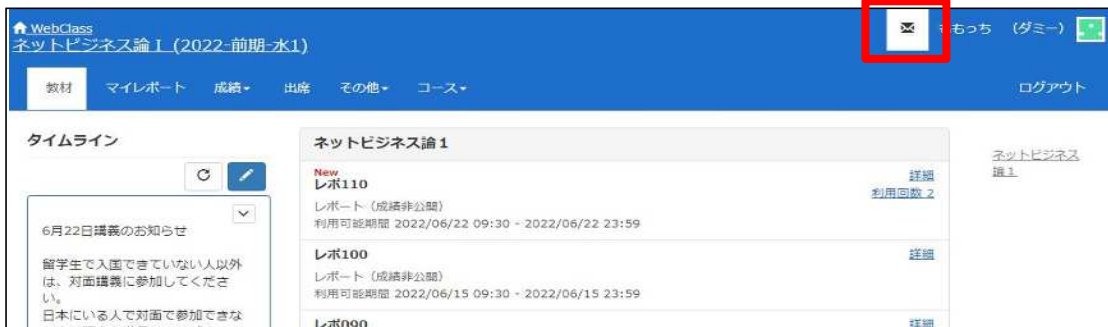 WebClass
ネットビジネス論Ⅰ (2022-前期-水1)
ももっち (ダミー)
教材 マイレポート 成績 出席 その他 コース ログアウト
タイムライン
6月22日講義のお知らせ
留学生で入国できていない人以外
は、対面講義に参加してくださ
い。
日本にいる人で対面で参加できな
ネットビジネス論1
New
レポ110
詳細
レポート (成績非公開)
利用回数 2
利用可能期間 2022/06/22 09:30 - 2022/06/22 23:59
レポ100
詳細
レポート (成績非公開)
利用可能期間 2022/06/15 09:30 - 2022/06/15 23:59
レポ090
詳細
ネットビジネス
論1